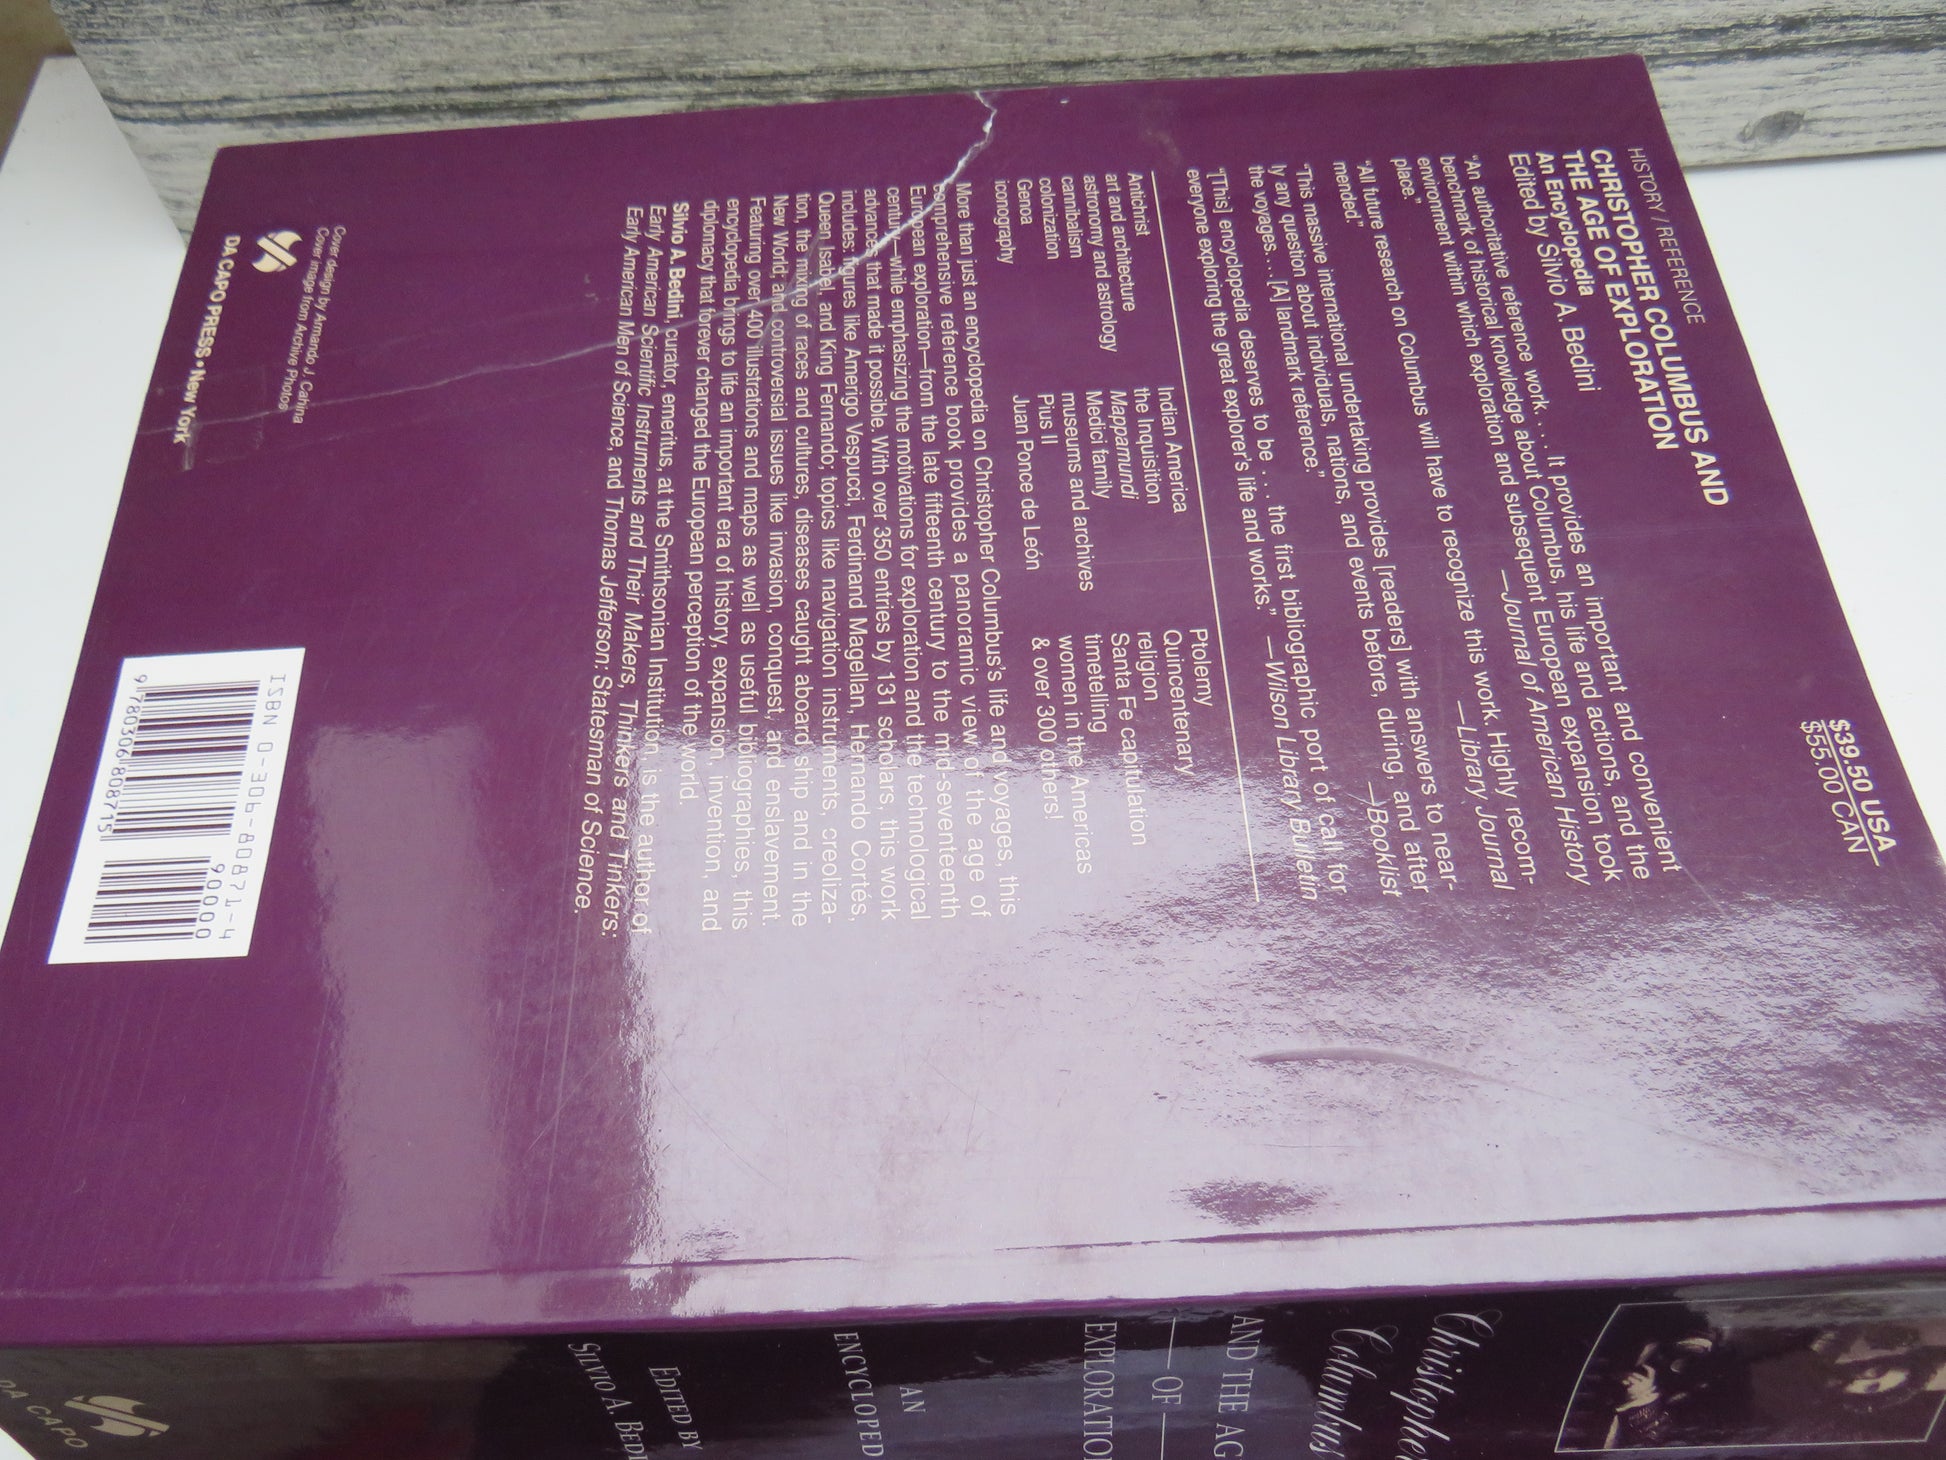 HISTORY/REFERENCE
$39.50 USA
$55.00 CAN
CHRISTOPHER COLUMBUS AND
THE AGE OF EXPLORATION
An Encyclopedia
Edited by Silvio A. Bedini
"An authoritative reference work. . . . It provides an important and convenient
benchmark of historical knowledge about Columbus, his life and actions, and the
environment within which exploration and subsequent European expansion took
place." —Journal of American History
"All future research on Columbus will have to recognize this work. Highly recom-
mended." —Library Journal
"This massive international undertaking provides [readers] with answers to near-
ly any question about individuals, nations, and events before, during, and after
the voyages. . . . [A] landmark reference." —Booklist
"[This] encyclopedia deserves to be . . . the first bibliographic port of call for
everyone exploring the great explorer's life and works." —Wilson Library Bulletin
Antichrist
art and architecture
astronomy and astrology
cannibalism
colonization
Genoa
iconography
Indian America
the Inquisition
Mappamundi
Medici family
museums and archives
Pius II
Juan Ponce de León
Ptolemy
Quincentenary
religion
Santa Fe capitulation
timetelling
women in the Americas
& over 300 others!
More than just an encyclopedia on Christopher Columbus's life and voyages, this
comprehensive reference book provides a panoramic view of the age of
European exploration—from the late fifteenth century to the mid-seventeenth
century—while emphasizing the motivations for exploration and the technological
advances that made it possible. With over 350 entries by 131 scholars, this work
includes: figures like Amerigo Vespucci, Ferdinand Magellan, Hernando Cortés,
Queen Isabel, and King Fernando; topics like navigation instruments, creoliza-
tion, the mixing of races and cultures, diseases caught aboard ship and in the
New World; and controversial issues like invasion, conquest, and enslavement.
Featuring over 400 illustrations and maps as well as useful bibliographies, this
encyclopedia brings to life an important era of history, expansion, invention, and
diplomacy that forever changed the European perception of the world.
Silvio A. Bedini, curator, emeritus, at the Smithsonian Institution, is the author of
Early American Scientific Instruments and Their Makers, Thinkers and Tinkers:
Early American Men of Science, and Thomas Jefferson: Statesman of Science.
Cover design by Armando J. Cahina
Cover image from Archive Photos
DA CAPO PRESS • New York
ISBN 0-306-80871-4
90000
9 780306 808715
Christopher
Columbus
AND THE AG
OF
EXPLORATIO
AN
ENCYCLOPED
EDITED BY
SILVIO A. BEDI
DA CAPO